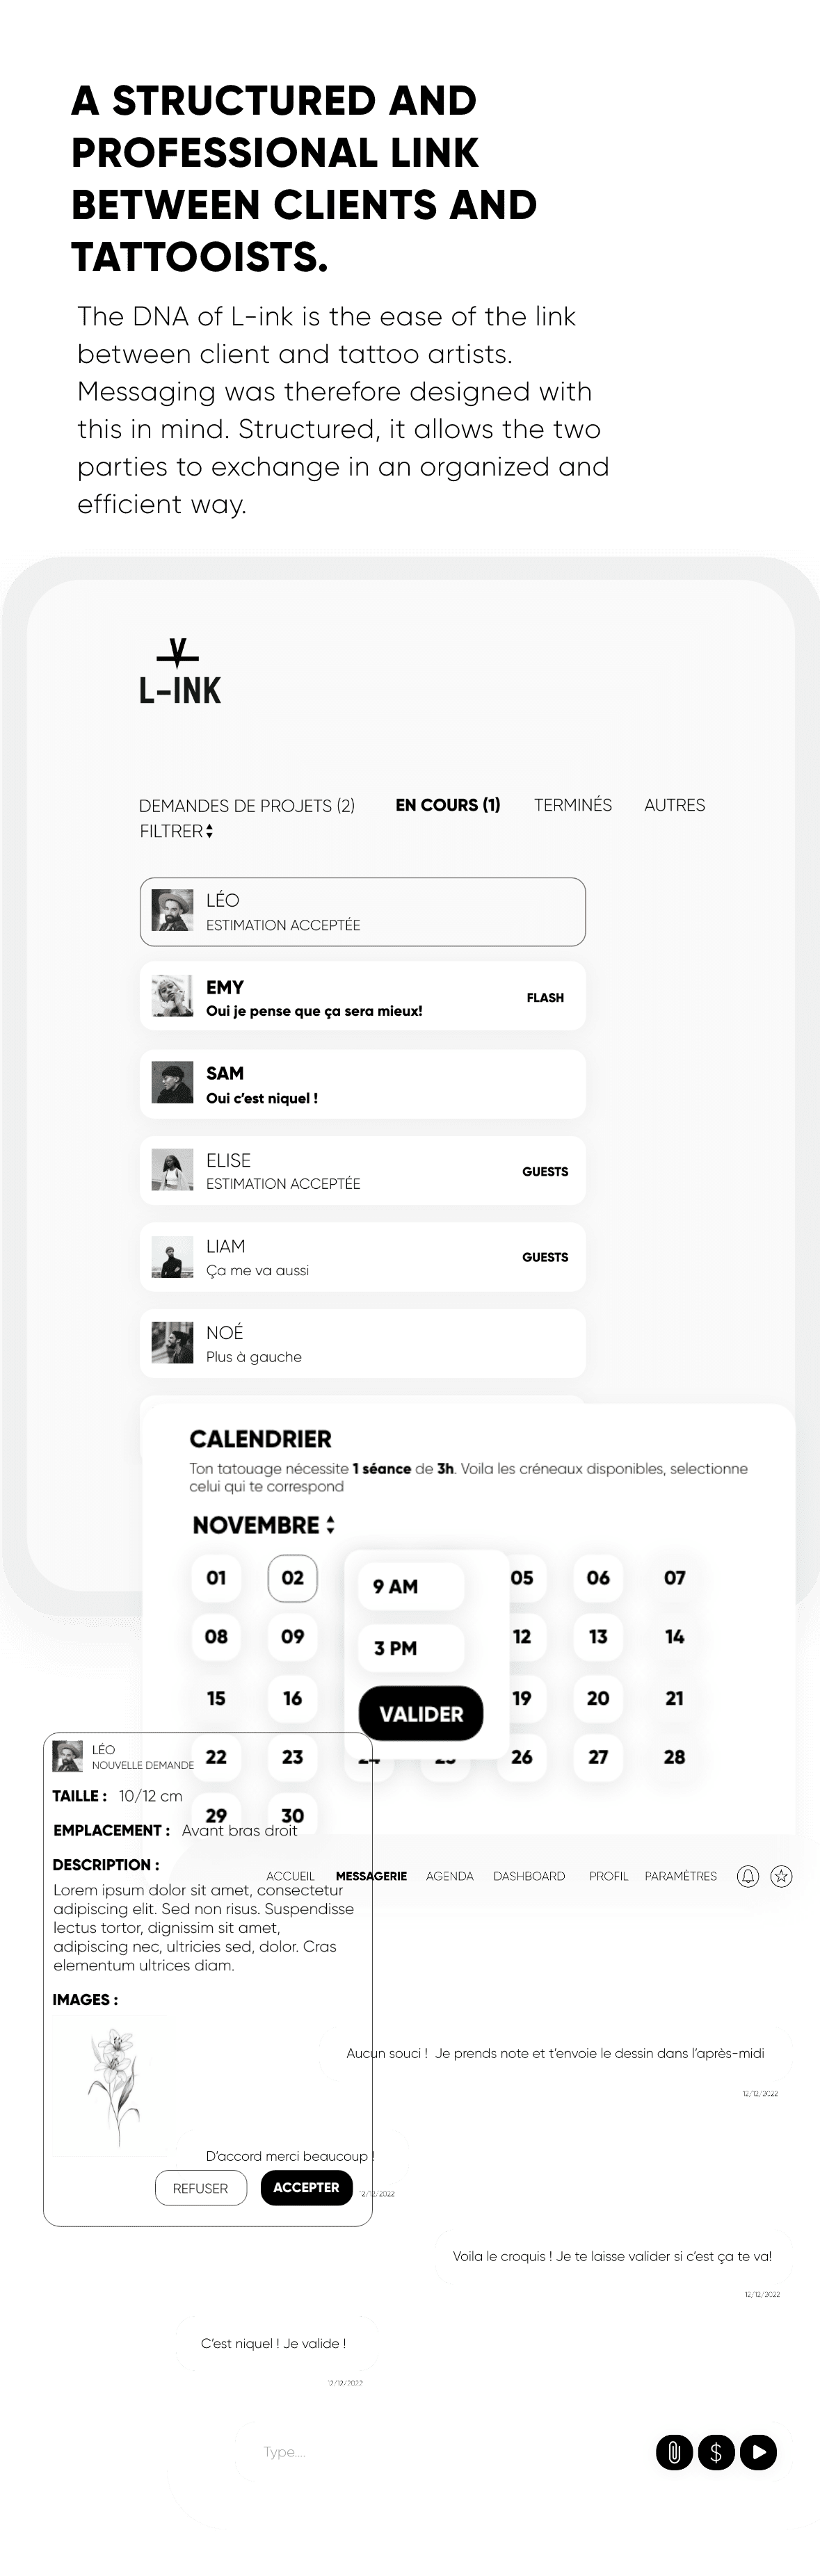 A STRUCTURED AND
PROFESSIONAL LINK
BETWEEN CLIENTS AND
TATTOOISTS.
The DNA of L-ink is the ease of the link
between client and tattoo artists.
Messaging was therefore designed with
this in mind. Structured, it allows the two
parties to exchange in an organized and
efficient way.
L-INK
DEMANDES DE PROJETS (2) EN COURS (1) TERMINÉS AUTRES
FILTRER
LÉO
ESTIMATION ACCEPTÉE
EMY
Oui je pense que ça sera mieux!
FLASH
SAM
Oui c’est niquel !
ELISE
ESTIMATION ACCEPTÉE
GUESTS
LIAM
Ça me va aussi
GUESTS
NOÉ
Plus à gauche
CALENDRIER
Ton tatouage nécessite 1 séance de 3h. Voila les créneaux disponibles, selectionne
celui qui te correspond
NOVEMBRE
01 02 05 06 07
9 AM
08 09 12 13 14
3 PM
15 16 19 20 21
VALIDER
22 23 24 25 26 27 28
29 30
LÉO
NOUVELLE DEMANDE
TAILLE : 10/12 cm
EMPLACEMENT : Avant bras droit
DESCRIPTION :
Lorem ipsum dolor sit amet, consectetur
adipiscing elit. Sed non risus. Suspendisse
lectus tortor, dignissim sit amet,
adipiscing nec, ultricies sed, dolor. Cras
elementum ultrices diam.
IMAGES :
REFUSER ACCEPTER
ACCUEIL MESSAGERIE AGENDA DASHBOARD PROFIL PARAMÈTRES
Aucun souci ! Je prends note et t’envoie le dessin dans l’après-midi
12/12/2022
D’accord merci beaucoup !
12/12/2022
Voila le croquis ! Je te laisse valider si c’est ça te va!
12/12/2022
C’est niquel ! Je valide !
12/12/2022
Type....
$